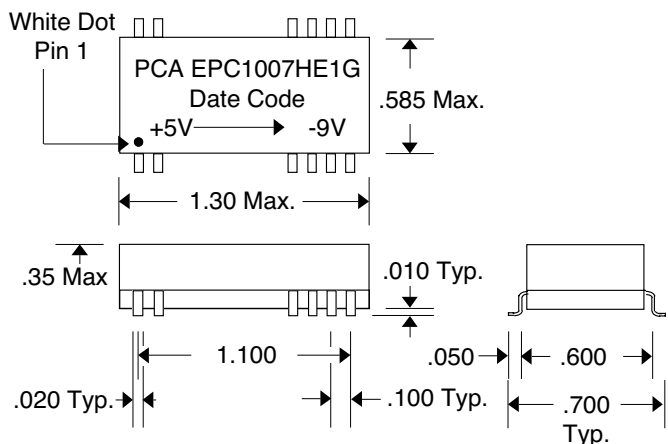 White Dot
Pin 1
PCA EPC1007HE1G
Date Code
+5V -9V
.585 Max.
1.30 Max.
.35 Max
.010 Typ.
1.100
.050
.600
.020 Typ.
.100 Typ.
.700
Typ.